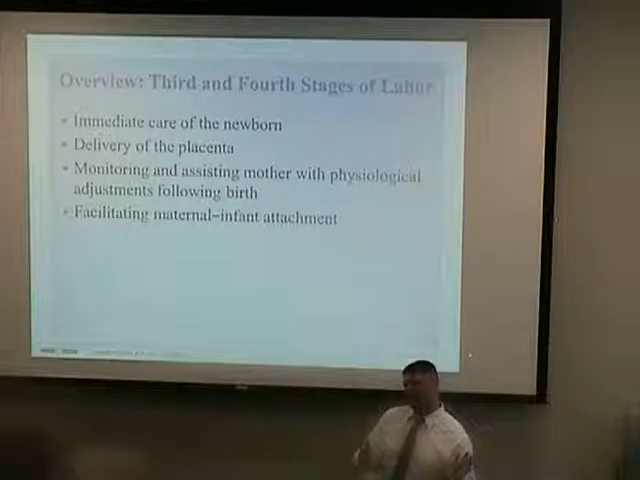 Overview: Third and Fourth Stages of Labor
• Immediate care of the newborn
• Delivery of the placenta
• Monitoring and assisting mother with physiological
adjustments following birth
• Facilitating maternal–infant attachment